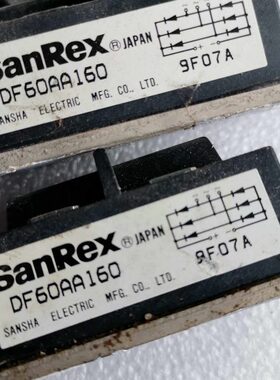 SanRex® JAPAN
DF60AA160
9F07A
SANSHA ELECTRIC MFG. CO., LTD.
SanRex® JAPAN
DF60AA160
9F07A
SANSHA ELECTRIC MFG. CO., LTD.